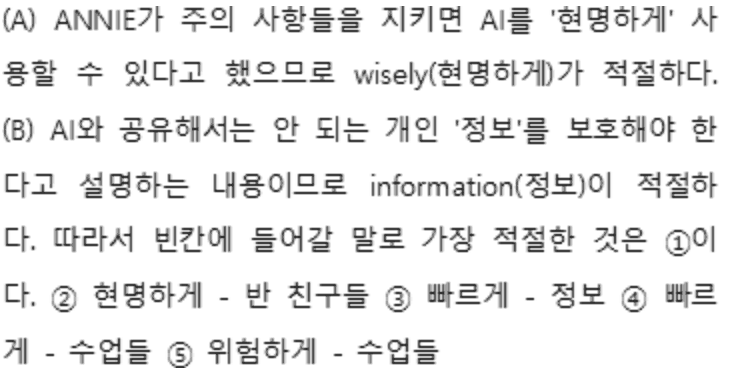 (A) ANNIE가 주의 사항들을 지키면 AI를 '현명하게' 사
용할 수 있다고 했으므로 wisely(현명하게)가 적절하다.
(B) AI와 공유해서는 안 되는 개인 '정보'를 보호해야 한
다고 설명하는 내용이므로 information(정보)이 적절하
다. 따라서 빈칸에 들어갈 말로 가장 적절한 것은 ①이
다. ② 현명하게 - 반 친구들 ③ 빠르게 - 정보 ④ 빠르
게 - 수업들 ⑤ 위험하게 - 수업들